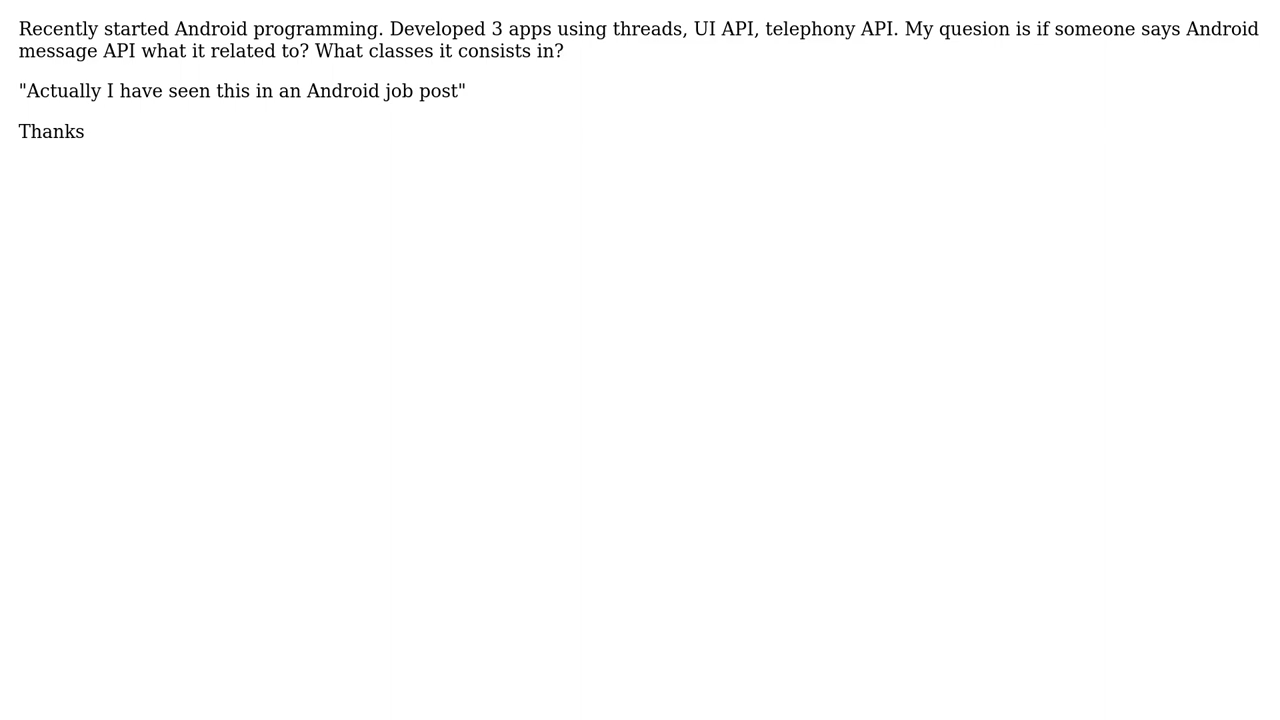 Recently started Android programming. Developed 3 apps using threads, UI API, telephony API. My quesion is if someone says Android
message API what it related to? What classes it consists in?
"Actually I have seen this in an Android job post"
Thanks